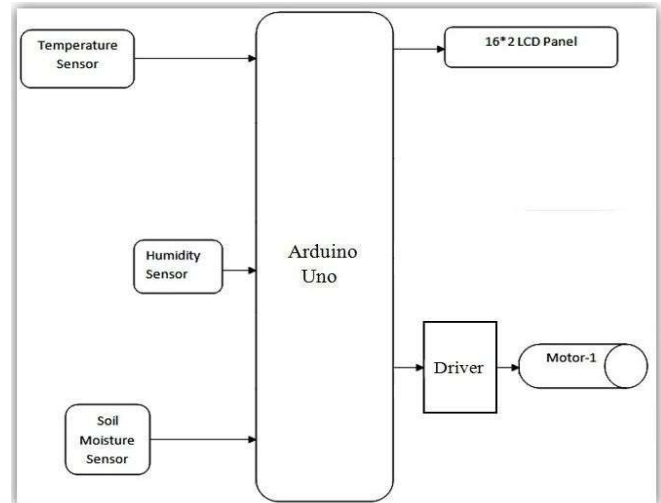 Temperature
Sensor
16*2 LCD Panel
Humidity
Sensor
Arduino
Uno
Driver
Motor-1
Soil
Moisture
Sensor